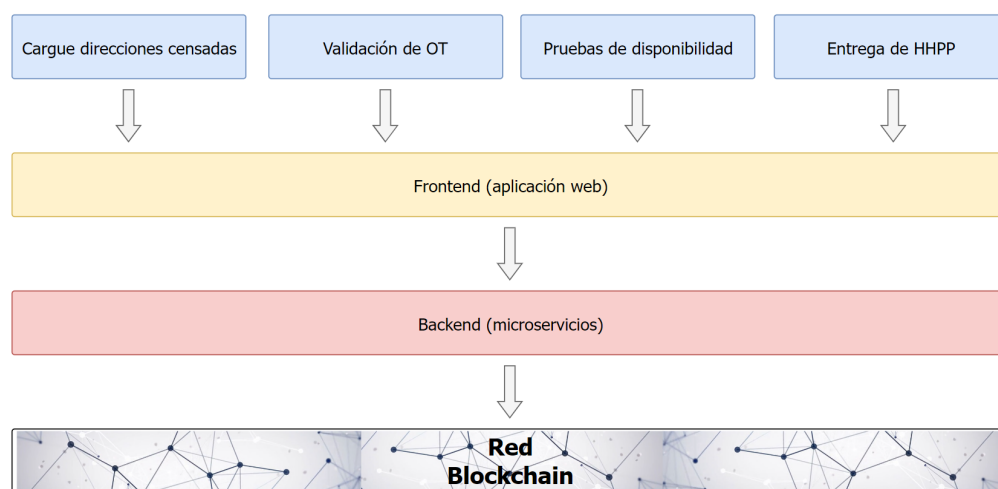 Cargue direcciones censadas
Validación de OT
Pruebas de disponibilidad
Entrega de HHPP
Frontend (aplicación web)
Backend (microservicios)
Red
Blockchain